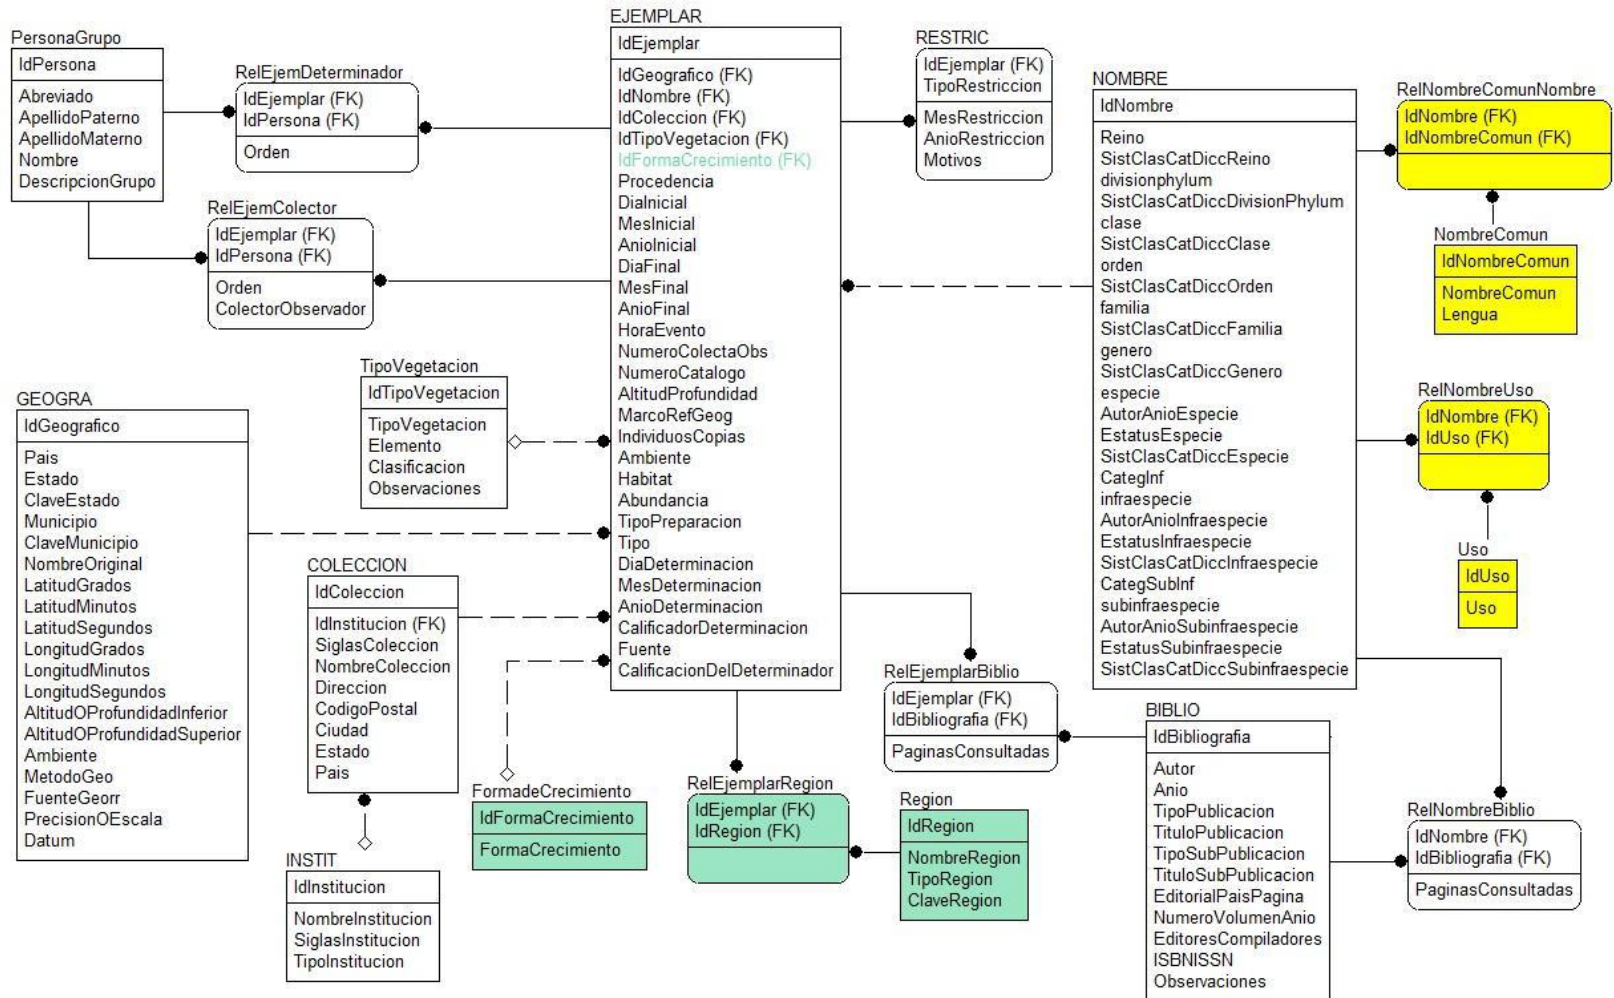 PersonaGrupo
IdPersona
Abreviado
ApellidoPaterno
ApellidoMaterno
Nombre
DescripcionGrupo
RelEjemDeterminador
IdEjemplar (FK)
IdPersona (FK)
Orden
RelEjemColector
IdEjemplar (FK)
IdPersona (FK)
Orden
ColectorObservador
TipoVegetacion
IdTipoVegetacion
TipoVegetacion
Elemento
Clasificacion
Observaciones
GEOGRA
IdGeografico
Pais
Estado
ClaveEstado
Municipio
ClaveMunicipio
NombreOriginal
LatitudGrados
LatitudMinutos
LatitudSegundos
LongitudGrados
LongitudMinutos
LongitudSegundos
AltitudOProfundidadInferior
AltitudOProfundidadSuperior
Ambiente
MetodoGeo
FuenteGeorr
PrecisionOEscala
Datum
COLECCION
IdColeccion
IdInstitucion (FK)
SiglasColeccion
NombreColeccion
Direccion
CodigoPostal
Ciudad
Estado
Pais
INSTIT
IdInstitucion
NombreInstitucion
SiglasInstitucion
TipoInstitucion
FormadeCrecimiento
IdFormaCrecimiento
FormaCrecimiento
EJEMPLAR
IdEjemplar
IdGeografico (FK)
IdNombre (FK)
IdColeccion (FK)
IdTipoVegetacion (FK)
IdFormaCrecimiento (FK)
Procedencia
DiaInicial
MesInicial
AnioInicial
DiaFinal
MesFinal
AnioFinal
HoraEvento
NumeroColectaObs
NumeroCatalogo
AltitudProfundidad
MarcoRefGeog
IndividuosCopias
Ambiente
Habitat
Abundancia
TipoPreparacion
Tipo
DiaDeterminacion
MesDeterminacion
AnioDeterminacion
CalificadorDeterminacion
Fuente
CalificacionDelDeterminador
RESTRIC
IdEjemplar (FK)
TipoRestriccion
MesRestriccion
AnioRestriccion
Motivos
RelEjemplarRegion
IdEjemplar (FK)
IdRegion (FK)
Region
IdRegion
NombreRegion
TipoRegion
ClaveRegion
RelEjemplarBiblio
IdEjemplar (FK)
IdBibliografia (FK)
PaginasConsultadas
NOMBRE
IdNombre
Reino
SistClasCatDiccReino
divisionphylum
SistClasCatDiccDivisionPhylum
clase
SistClasCatDiccClase
orden
SistClasCatDiccOrden
familia
SistClasCatDiccFamilia
genero
SistClasCatDiccGenero
especie
AutorAnioEspecie
EstatusEspecie
SistClasCatDiccEspecie
CategInf
infraespecie
AutorAnioInfraespecie
EstatusInfraespecie
SistClasCatDiccInfraespecie
CategSubInf
subinfraespecie
AutorAnioSubinfraespecie
EstatusSubinfraespecie
SistClasCatDiccSubinfraespecie
BIBLIO
IdBibliografia
Autor
Anio
TipoPublicacion
TituloPublicacion
TipoSubPublicacion
TituloSubPublicacion
EditorialPaisPagina
NumeroVolumenAnio
EditoresCompiladores
ISBNISSN
Observaciones
RelNombreComunNombre
IdNombre (FK)
IdNombreComun (FK)
NombreComun
IdNombreComun
NombreComun
Lengua
RelNombreUso
IdNombre (FK)
IdUso (FK)
Uso
IdUso
Uso
RelNombreBiblio
IdNombre (FK)
IdBibliografia (FK)
PaginasConsultadas